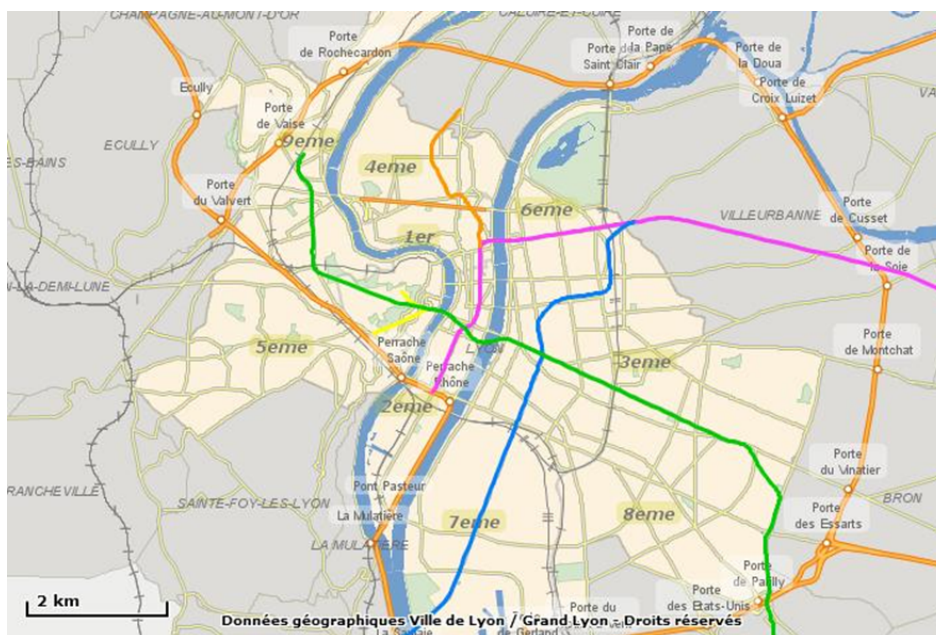 CHAMPAGNE-AU-MONT-D'OR
CALUIRE-ET-CUIRE
Porte
de Rochecardon
Porte de
la Pape
Saint Clair
Porte de
la Doua
Porte de
Croix Luizet
Ecully
Porte
de Vaise
9eme
ECULLY
4eme
Porte
du Valvert
6eme
VILLEURBANNE
Porte
de Cusset
1er
Porte de
la Soie
5eme
Perrache
Saône
LYON
Perrache
Rhône
3eme
Porte
de Montchat
2eme
Porte
du Vinatier
BRON
RANCHEVILLE
SAINTE-FOY-LES-LYON
Pont Pasteur
La Mulatière
7eme
8eme
Porte
des Essarts
LA MULATIERE
Porte
de Parilly
Porte
des Etats-Unis
Porte du
de Gerland
2 km
Données géographiques Ville de Lyon / Grand Lyon - Droits réservés